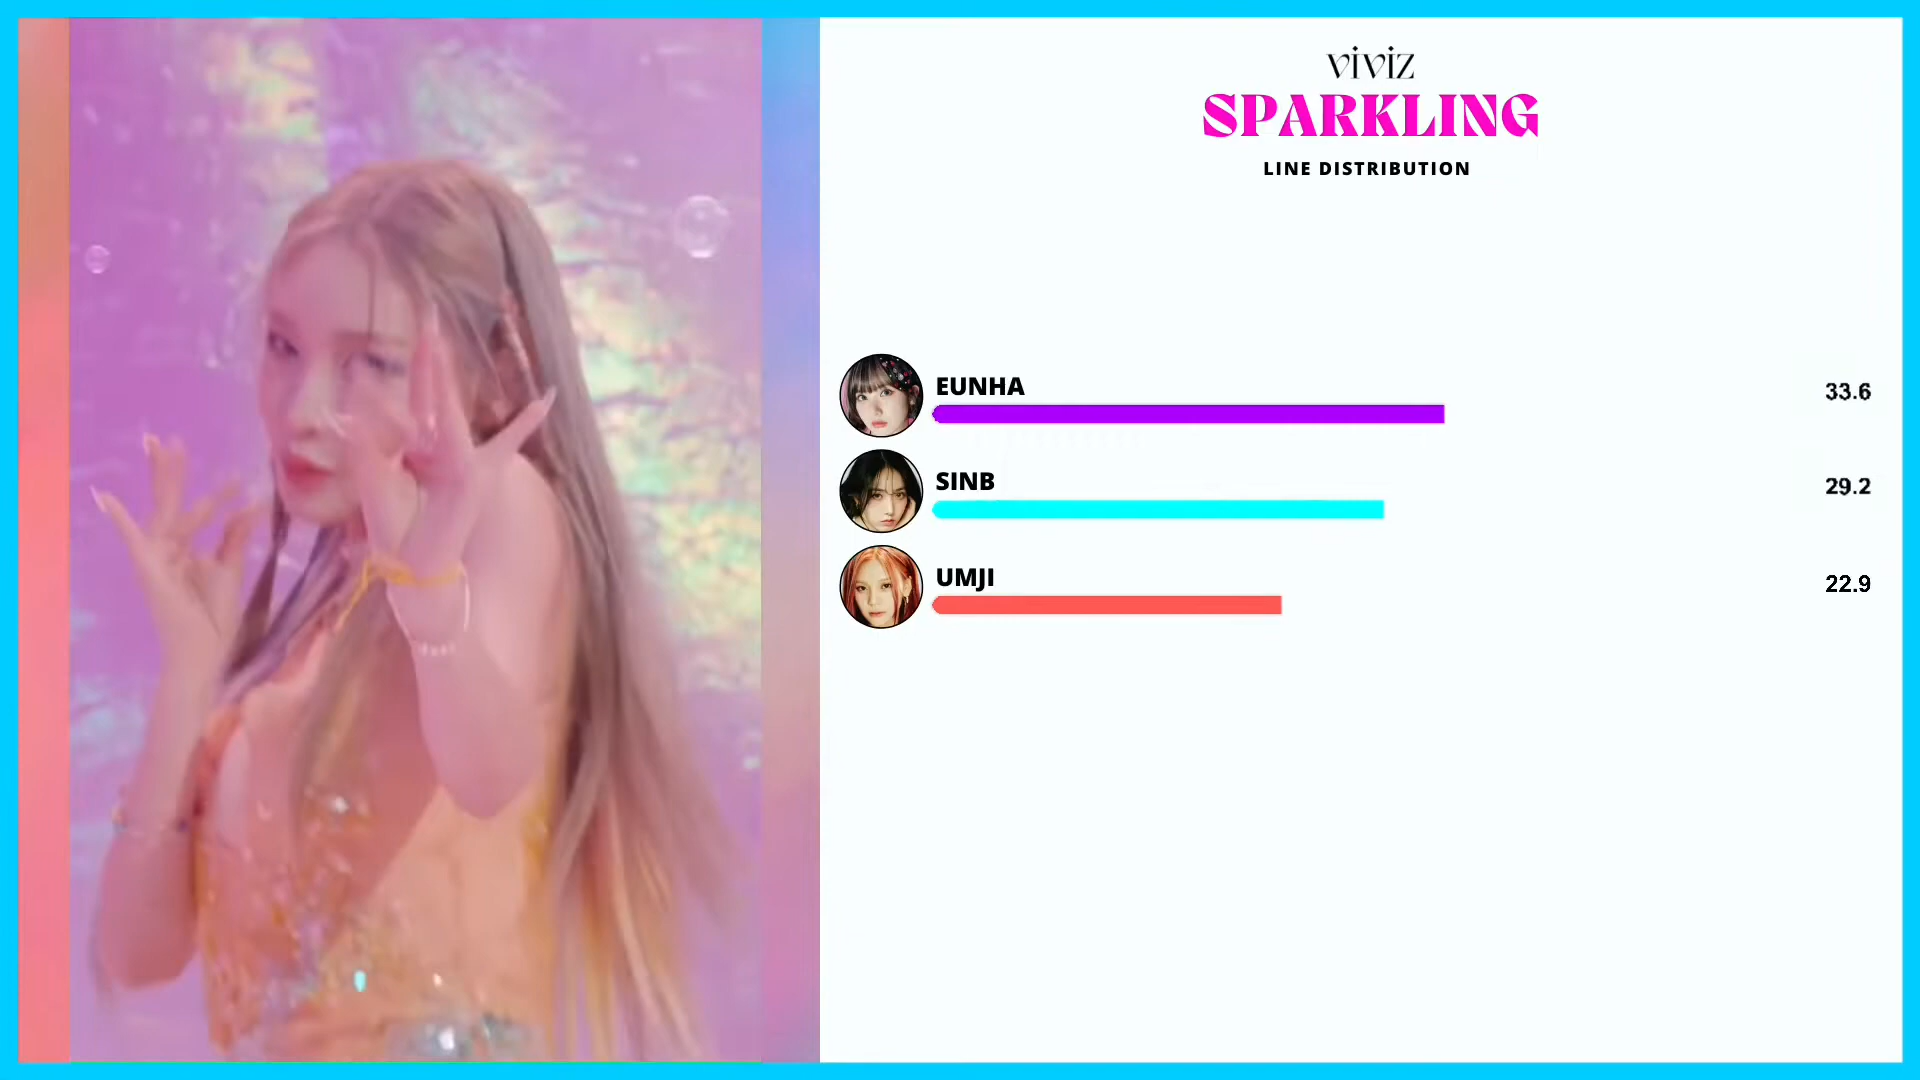 viviz
SPARKLING
LINE DISTRIBUTION
EUNHA
33.6
SINB
29.2
UMJI
22.9